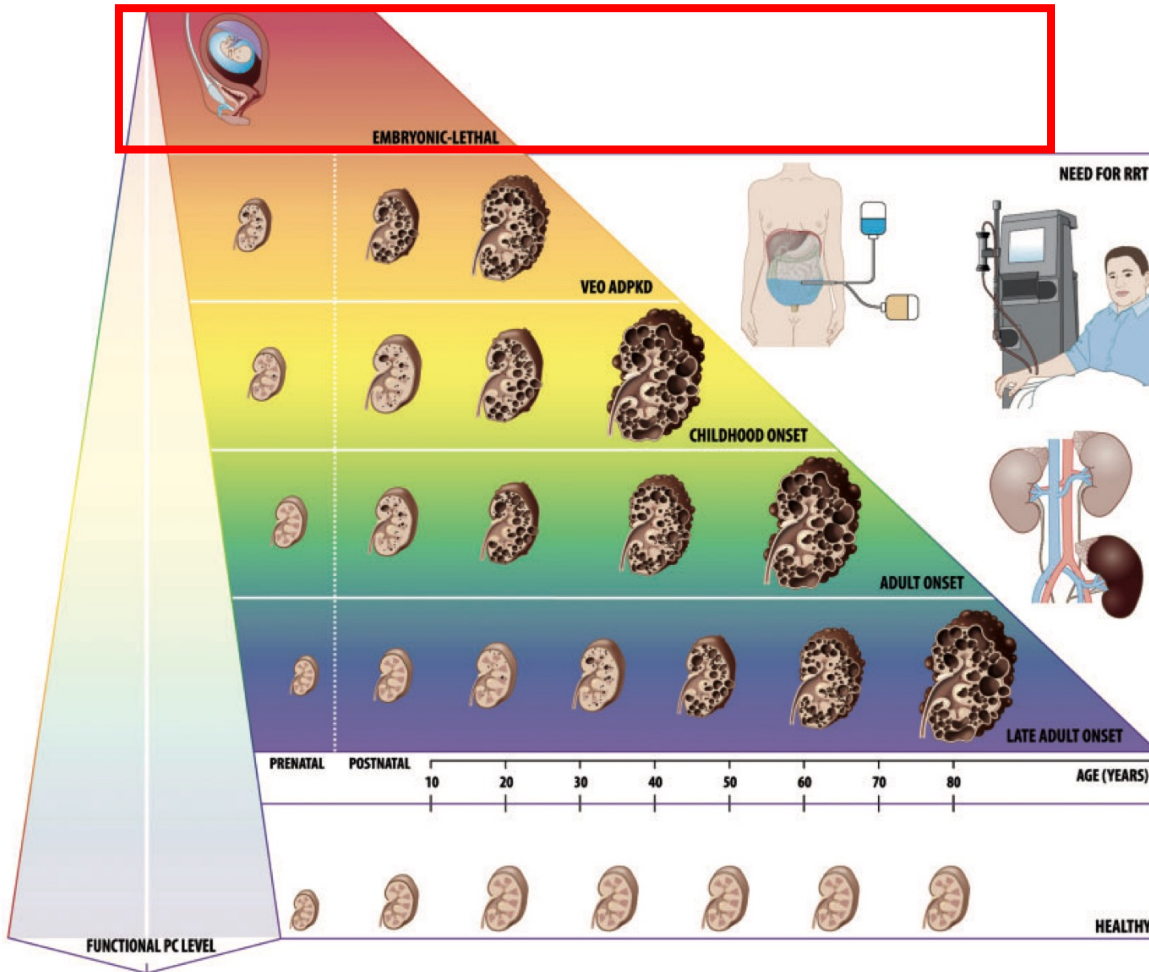 EMBRYONIC-LETHAL
NEED FOR RRT
VEO ADPKD
CHILDHOOD ONSET
ADULT ONSET
LATE ADULT ONSET
PRENATAL POSTNATAL AGE (YEARS)
10 20 30 40 50 60 70 80
HEALTHY
FUNCTIONAL PC LEVEL